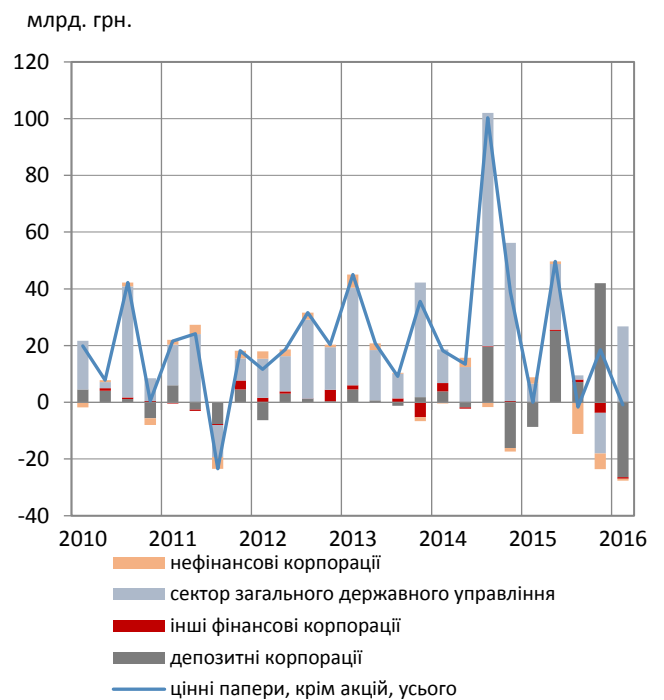 млрд. грн.
120
100
80
60
40
20
0
-20
-40
2010 2011 2012 2013 2014 2015 2016
нефінансові корпорації
сектор загального державного управління
інші фінансові корпорації
депозитні корпорації
цінні папери, крім акцій, усього